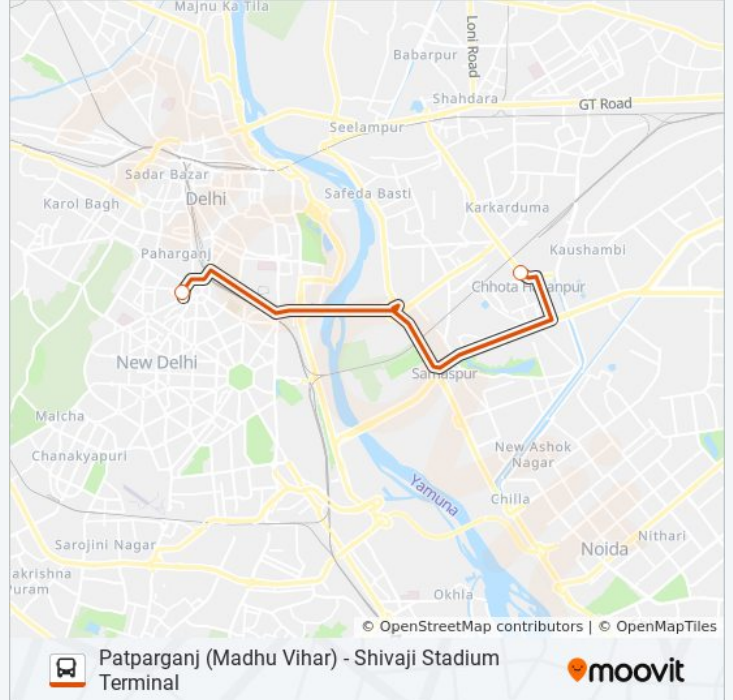 Majnu Ka Tila
Loni Road
Babarpur
Shahdara
GT Road
Seelampur
Sadar Bazar
Safeda Basti
Delhi
Karol Bagh
Karkarduma
Paharganj
Kaushambi
New Delhi
Malcha
Chanakyapuri
New Ashok
Nagar
Yamuna
Chilla
Sarojini Nagar
Nithari
Noida
akrishna
Puram
Okhla
© OpenStreetMap contributors | © OpenMapTiles
Patparganj (Madhu Vihar) - Shivaji Stadium
Terminal
moovit